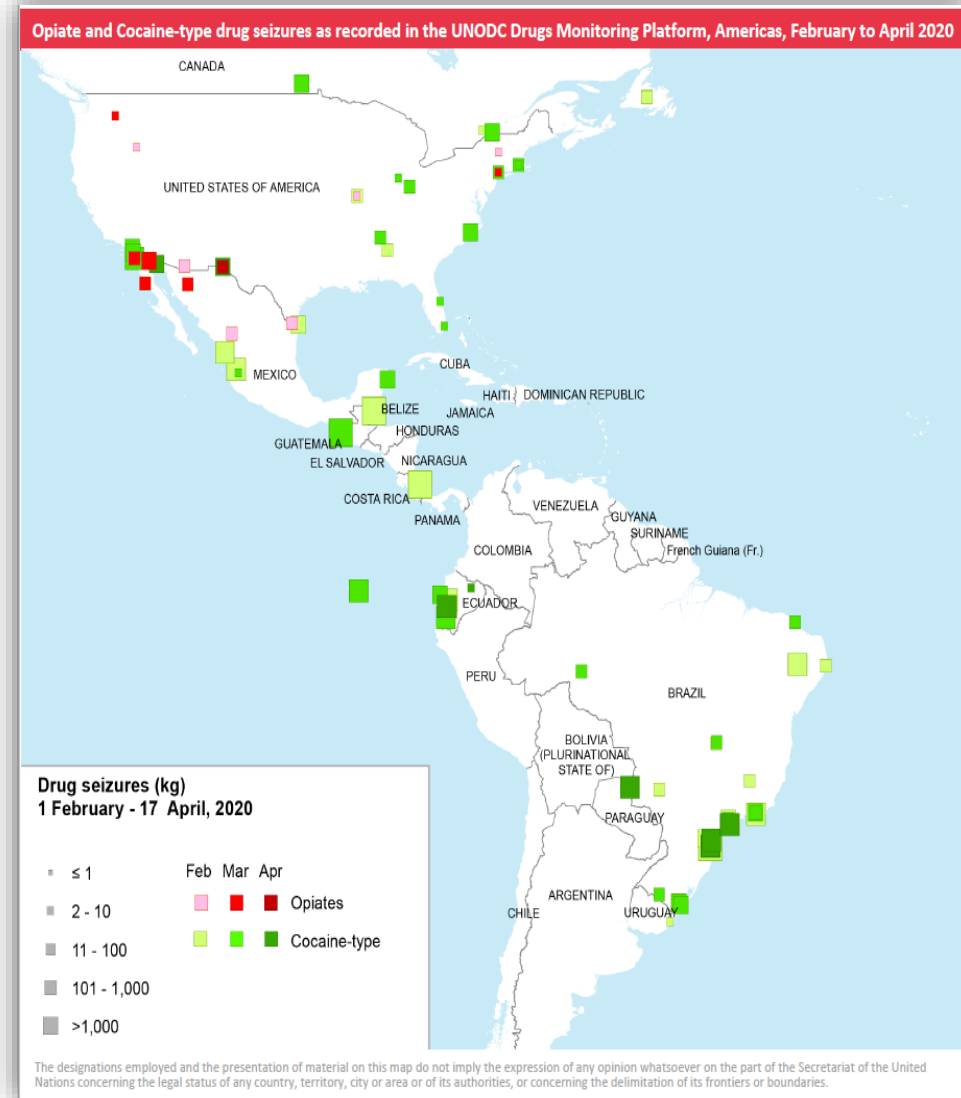 Opiate and Cocaine-type drug seizures as recorded in the UNODC Drugs Monitoring Platform, Americas, February to April 2020
CANADA
UNITED STATES OF AMERICA
MEXICO
CUBA
HAITI
DOMINICAN REPUBLIC
JAMAICA
BELIZE
HONDURAS
GUATEMALA
EL SALVADOR
NICARAGUA
COSTA RICA
PANAMA
VENEZUELA
GUYANA
SURINAME
French Guiana (Fr.)
COLOMBIA
ECUADOR
PERU
BRAZIL
BOLIVIA
(PLURINATIONAL
STATE OF)
PARAGUAY
ARGENTINA
CHILE
URUGUAY
Drug seizures (kg)
1 February - 17 April, 2020
≤ 1
2 - 10
11 - 100
101 - 1,000
>1,000
Feb Mar Apr
Opiates
Cocaine-type
The designations employed and the presentation of material on this map do not imply the expression of any opinion whatsoever on the part of the Secretariat of the United
Nations concerning the legal status of any country, territory, city or area or of its authorities, or concerning the delimitation of its frontiers or boundaries.